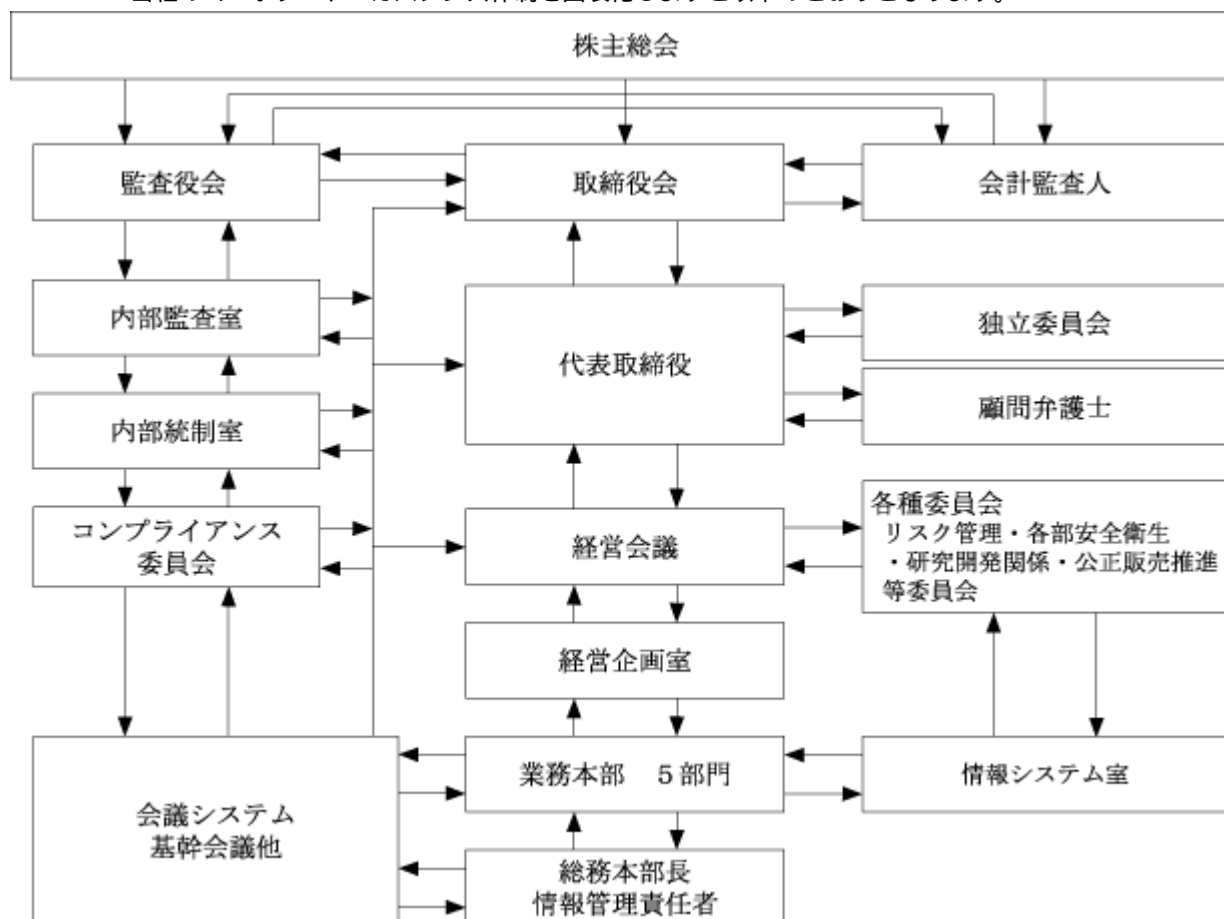 株主総会
監査役会
取締役会
会計監査人
内部監査室
代表取締役
独立委員会
顧問弁護士
内部統制室
コンプライアンス
委員会
経営会議
各種委員会
リスク管理・各部安全衛生
・研究開発関係・公正販売推進
等委員会
経営企画室
会議システム
基幹会議他
業務本部　５部門
情報システム室
総務本部長
情報管理責任者